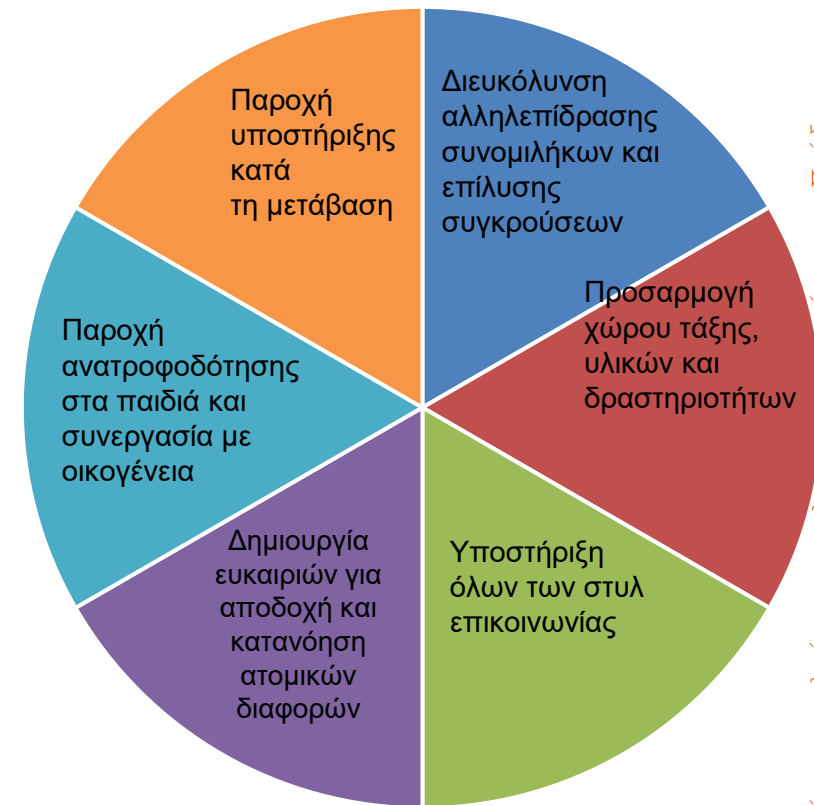 Διευκόλυνση
αλληλεπίδρασης
συνομιλήκων και
επίλυσης
συγκρούσεων
Προσαρμογή
χώρου τάξης,
υλικών και
δραστηριοτήτων
Υποστήριξη
όλων των στυλ
επικοινωνίας
Δημιουργία
ευκαιριών για
αποδοχή και
κατανόηση
ατομικών
διαφορών
Παροχή
ανατροφοδότησης
στα παιδιά και
συνεργασία με
οικογένεια
Παροχή
υποστήριξης
κατά
τη μετάβαση